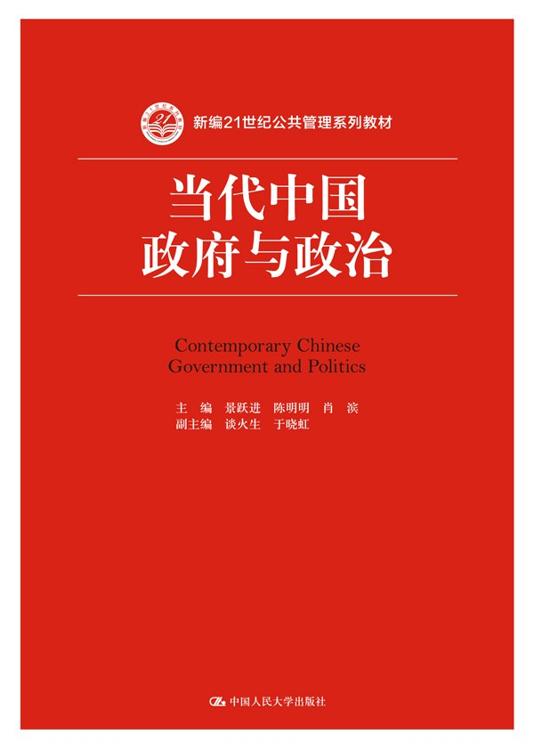 新编21世纪公共管理系列教材
当代中国
政府与政治
Contemporary Chinese
Government and Politics
主 编 景跃进 陈明明 肖 滨
副主编 谈火生 于晓虹
中国人民大学出版社